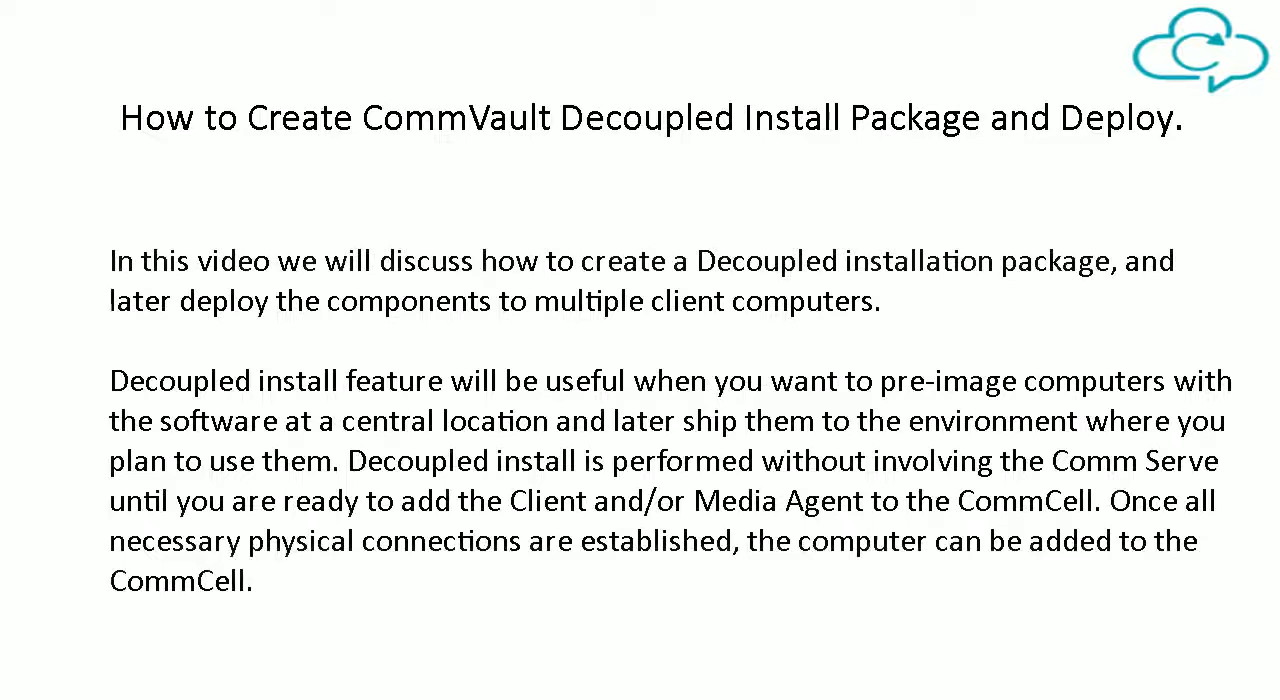 How to Create CommVault Decoupled Install Package and Deploy.
In this video we will discuss how to create a Decoupled installation package, and
later deploy the components to multiple client computers.
Decoupled install feature will be useful when you want to pre-image computers with
the software at a central location and later ship them to the environment where you
plan to use them. Decoupled install is performed without involving the Comm Serve
until you are ready to add the Client and/or Media Agent to the CommCell. Once all
necessary physical connections are established, the computer can be added to the
CommCell.